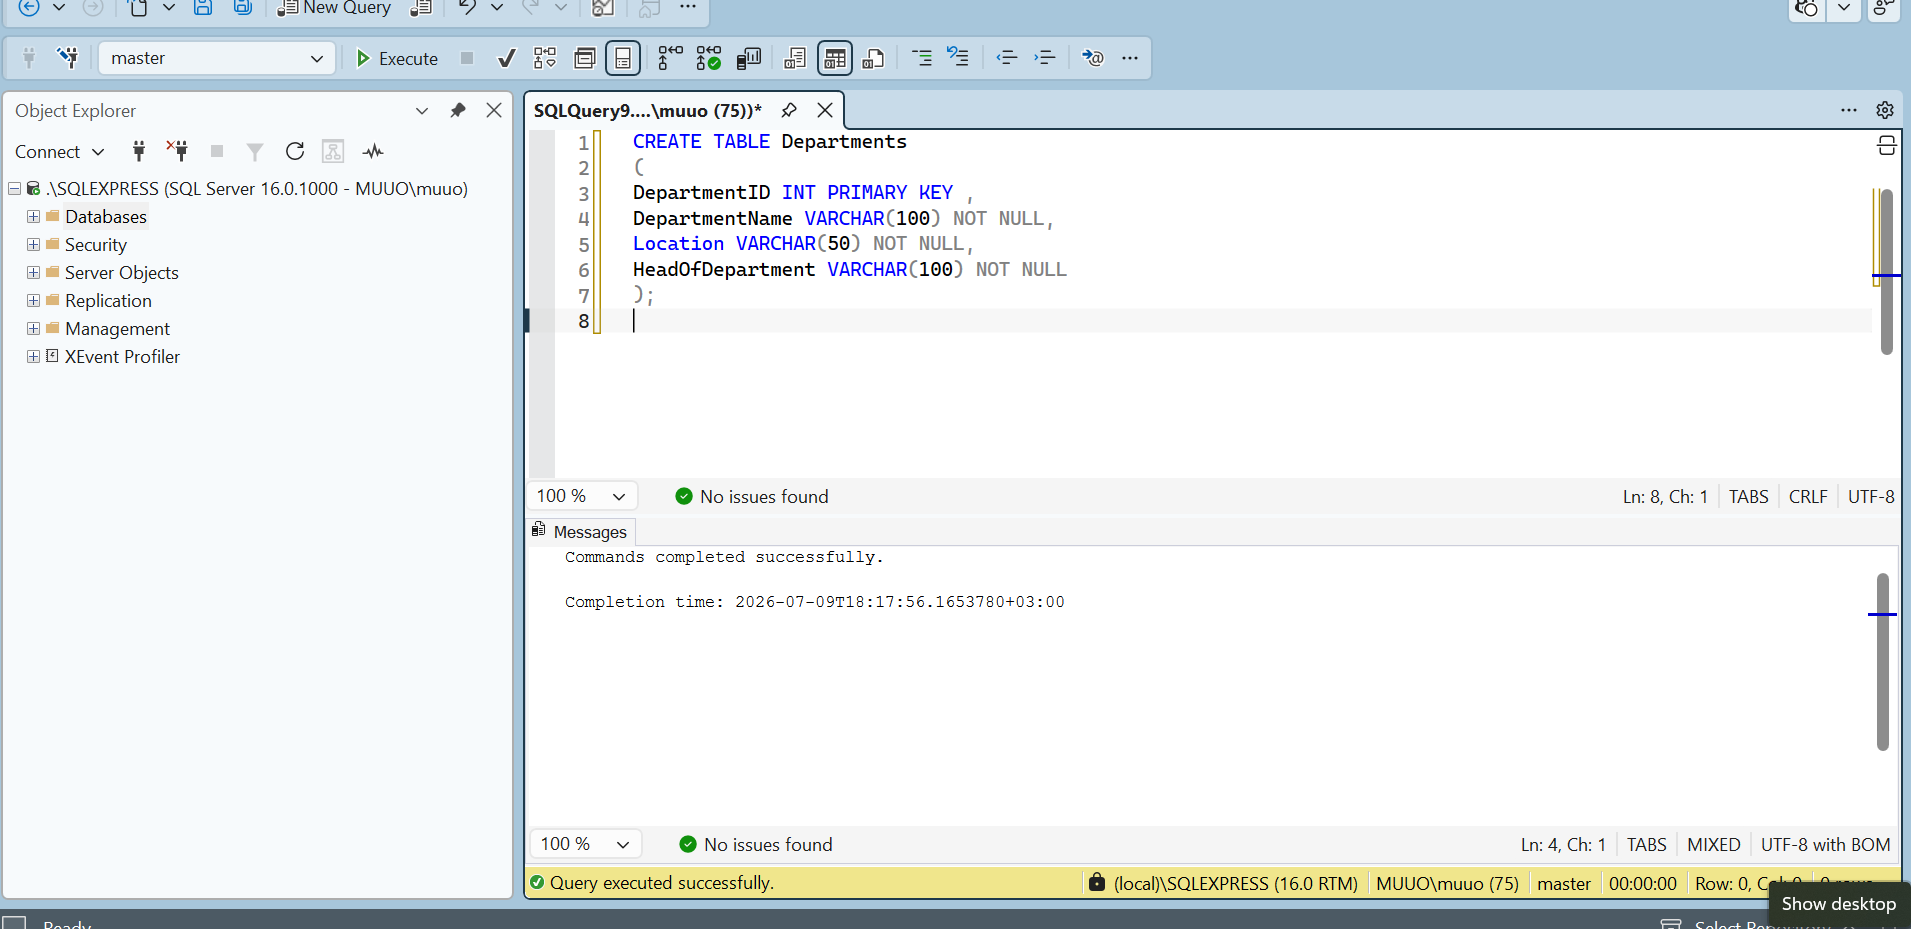 New Query
master
Execute
Object Explorer
Connect
.\SQLEXPRESS (SQL Server 16.0.1000 - MUUO\muuo)
Databases
Security
Server Objects
Replication
Management
XEvent Profiler
SQLQuery9....\muuo (75))*
1 CREATE TABLE Departments
2 (
3 DepartmentID INT PRIMARY KEY ,
4 DepartmentName VARCHAR(100) NOT NULL,
5 Location VARCHAR(50) NOT NULL,
6 HeadOfDepartment VARCHAR(100) NOT NULL
7 );
8
100 % No issues found Ln: 8, Ch: 1 TABS CRLF UTF-8
Messages
Commands completed successfully.
Completion time: 2026-07-09T18:17:56.1653780+03:00
100 % No issues found Ln: 4, Ch: 1 TABS MIXED UTF-8 with BOM
Query executed successfully. (local)\SQLEXPRESS (16.0 RTM) MUUO\muuo (75) master 00:00:00 Row: 0,
Show desktop
Ready Select